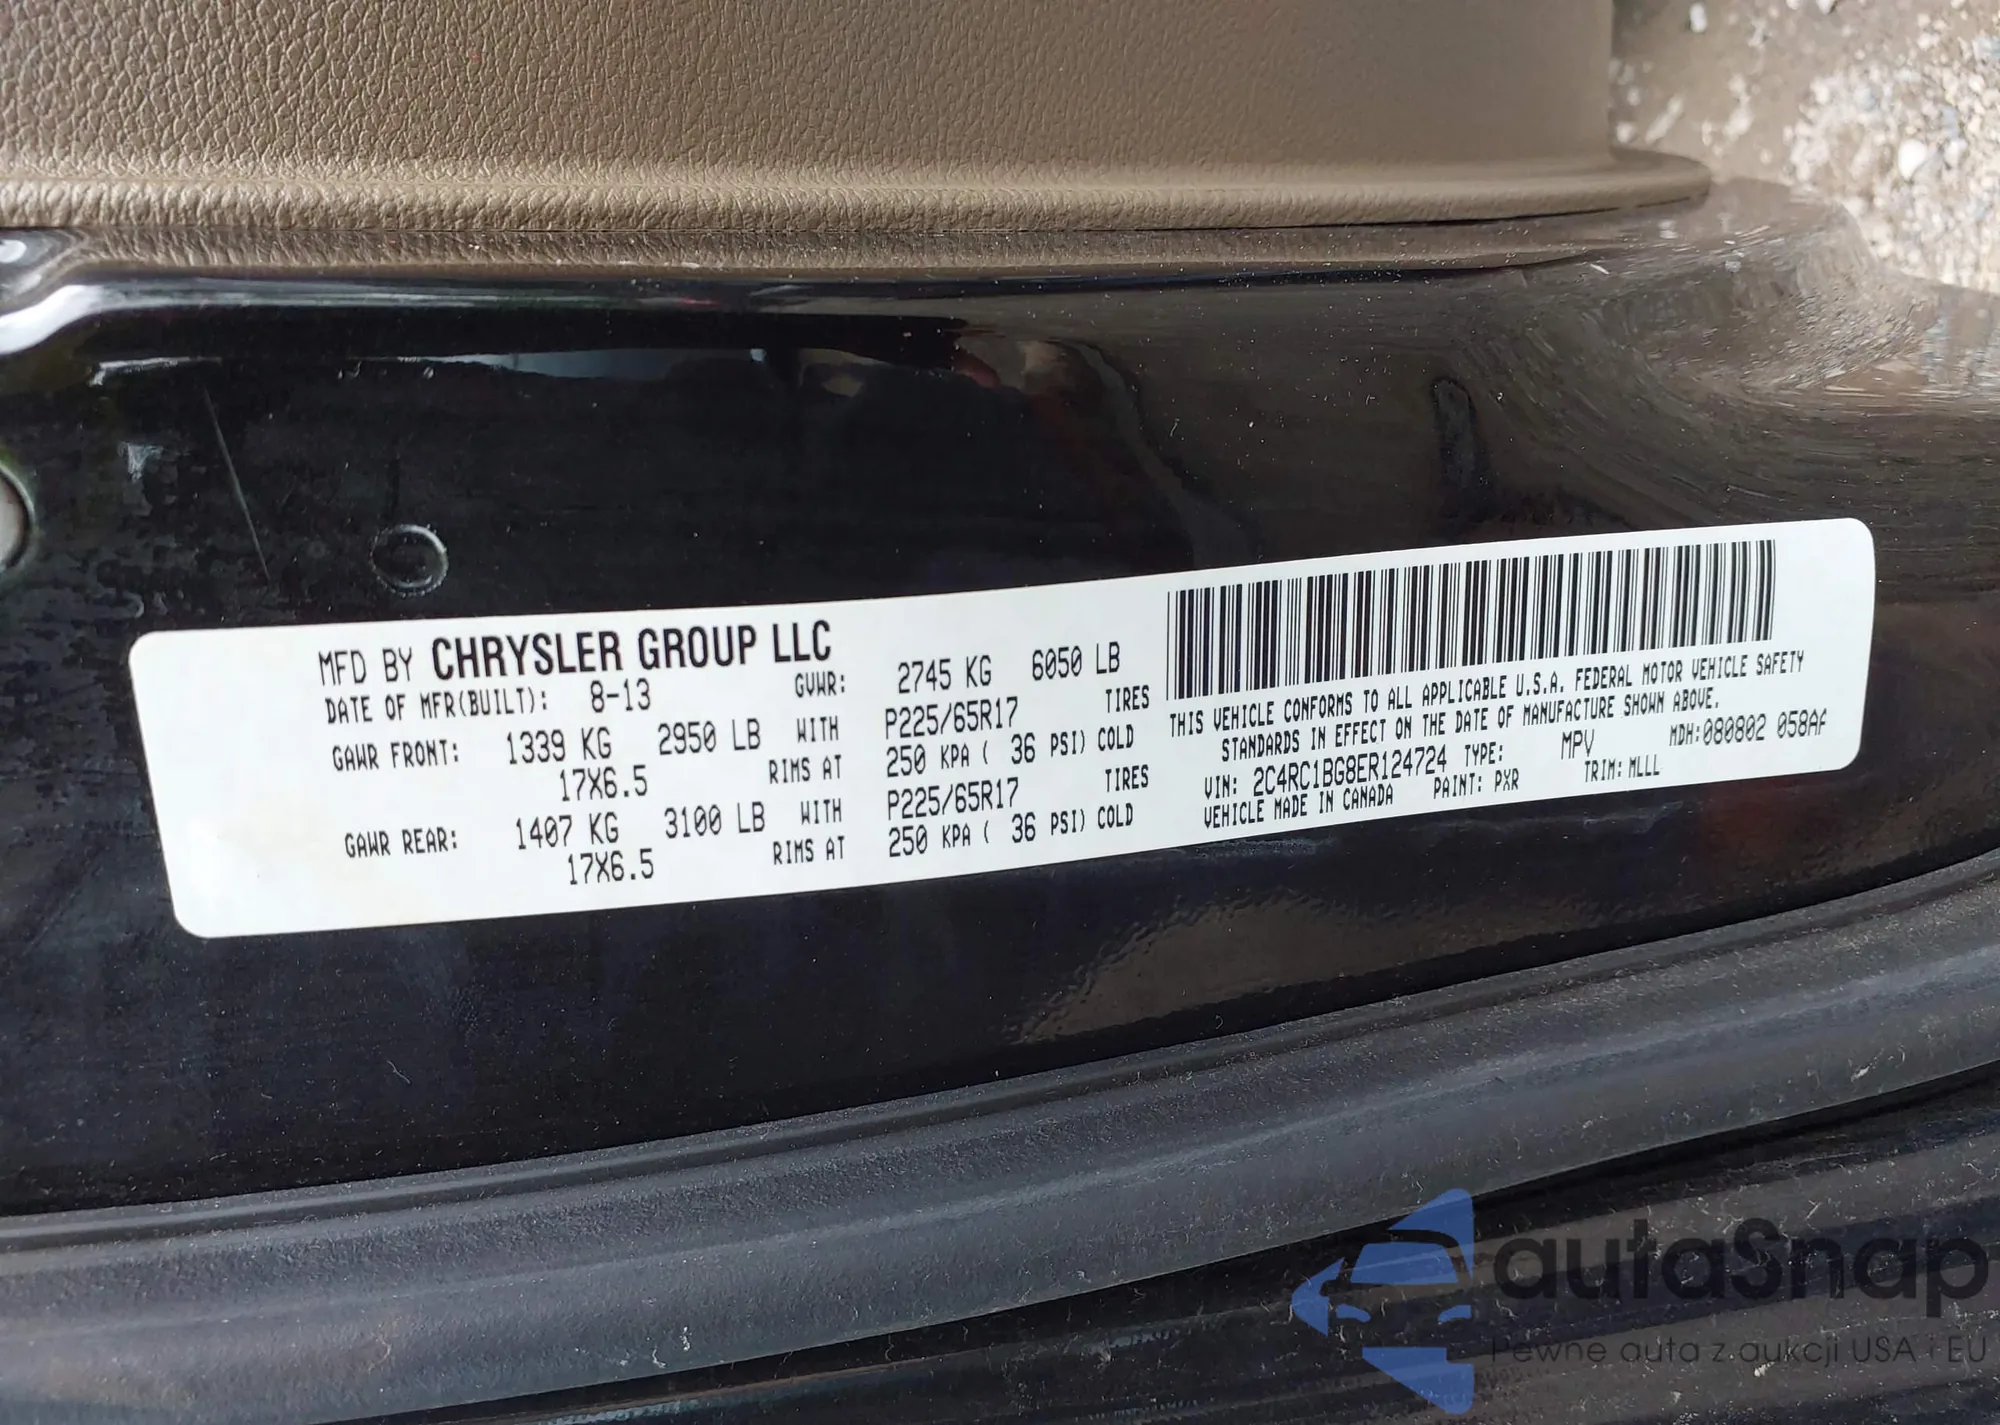 MFD BY CHRYSLER GROUP LLC
DATE OF MFR(BUILT): 8-13 GVWR: 2745 KG 6050 LB
GAWR FRONT: 1339 KG 2950 LB WITH P225/65R17 TIRES
17X6.5 RIMS AT 250 KPA ( 36 PSI) COLD
GAWR REAR: 1407 KG 3100 LB WITH P225/65R17 TIRES
17X6.5 RIMS AT 250 KPA ( 36 PSI) COLD
THIS VEHICLE CONFORMS TO ALL APPLICABLE U.S.A. FEDERAL MOTOR VEHICLE SAFETY
STANDARDS IN EFFECT ON THE DATE OF MANUFACTURE SHOWN ABOVE.
VIN: 2C4RC1BG8ER124724 TYPE: MPV MDH:080802
VEHICLE MADE IN CANADA PAINT: PXR TRIM:MLLL
autaSnap
Pewne auta z aukcji USA i EU